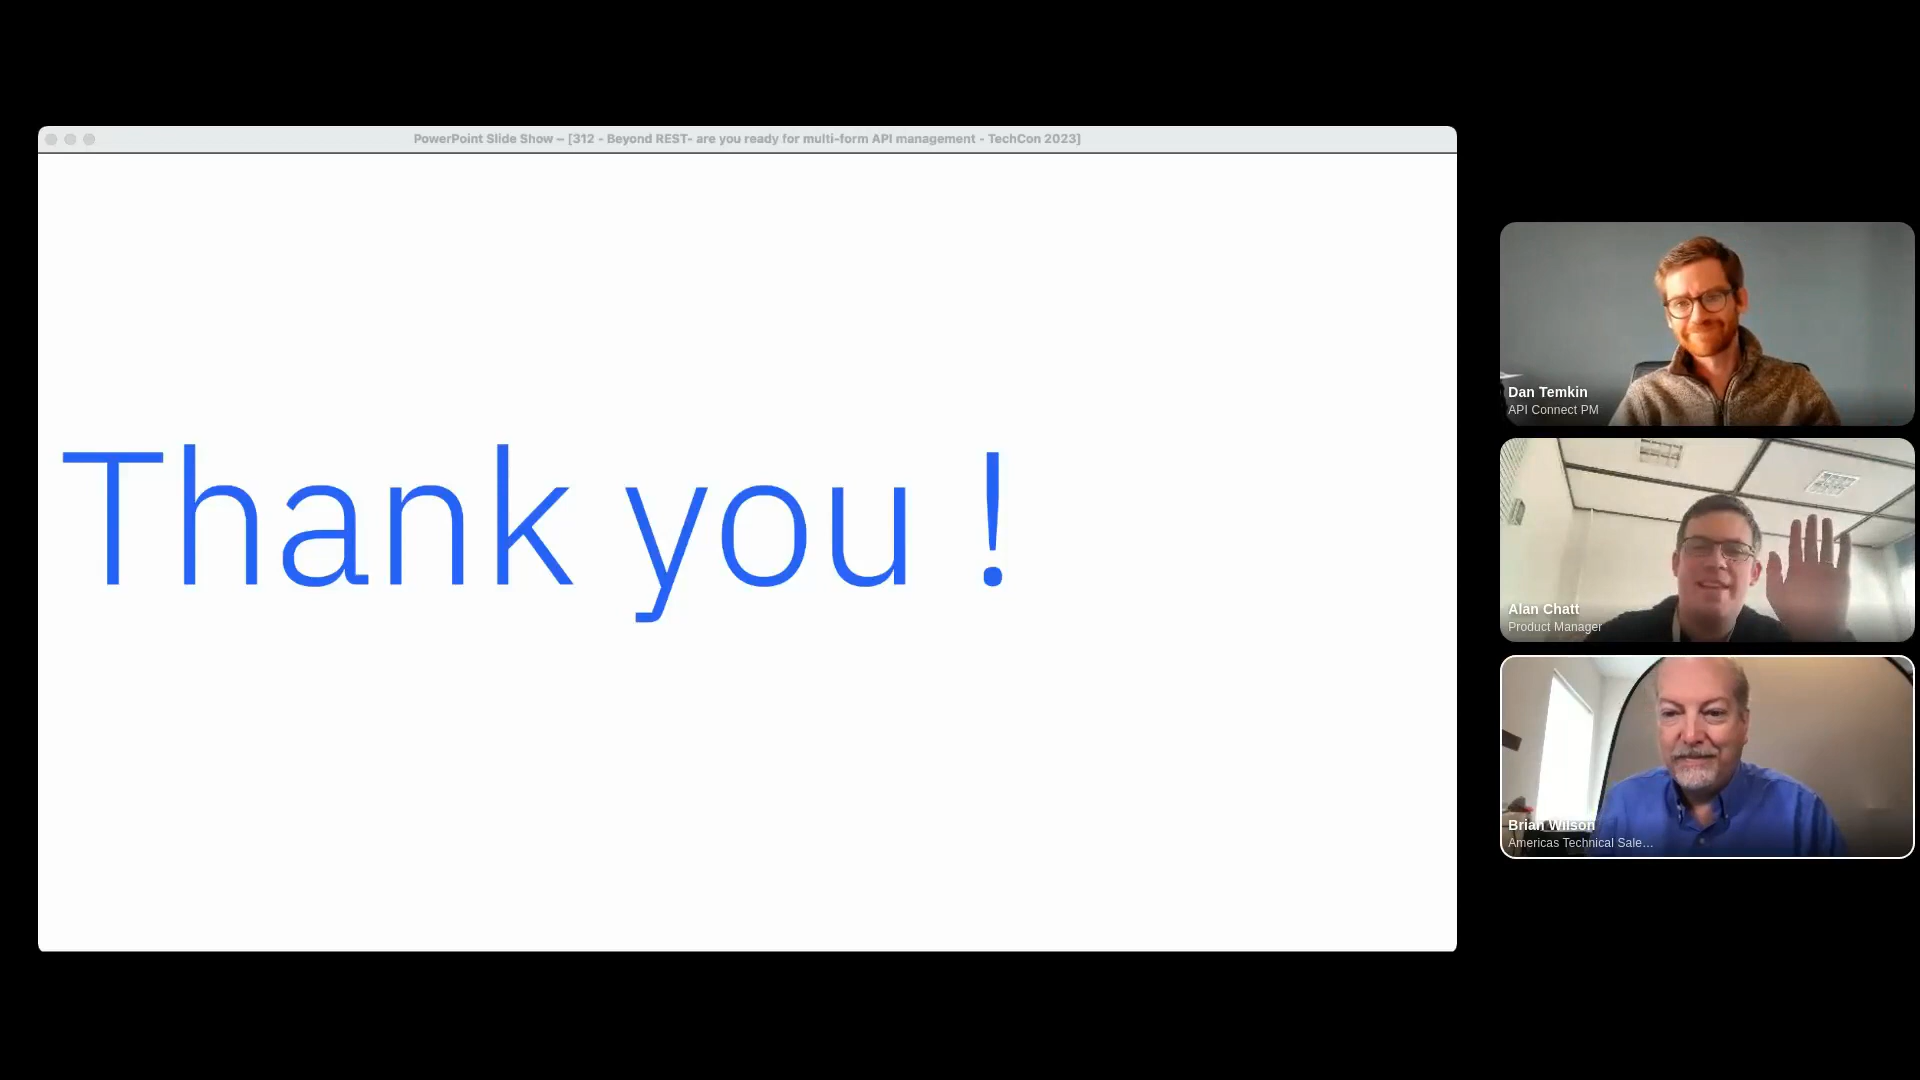 PowerPoint Slide Show – [312 - Beyond REST- are you ready for multi-form API management - TechCon 2023]
Thank you !
Dan Temkin
API Connect PM
Alan Chatt
Product Manager
Brian Wilson
Americas Technical Sale...